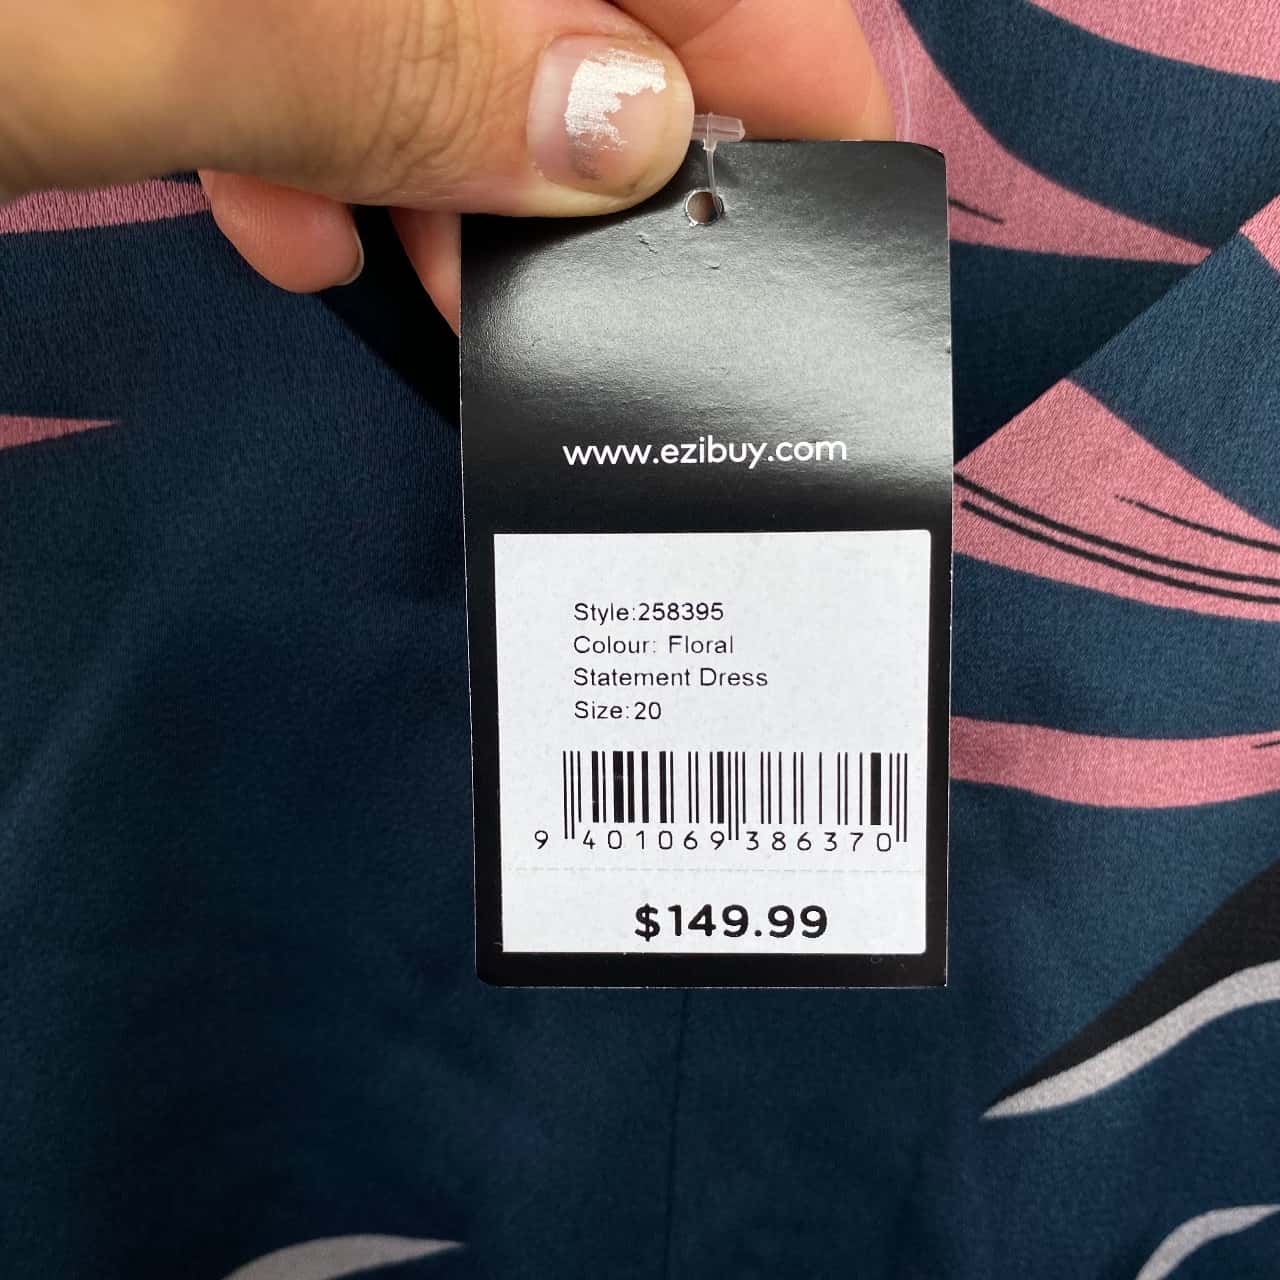 www.ezibuy.com
Style:258395
Colour: Floral
Statement Dress
Size:20
9 401069 386370
$149.99